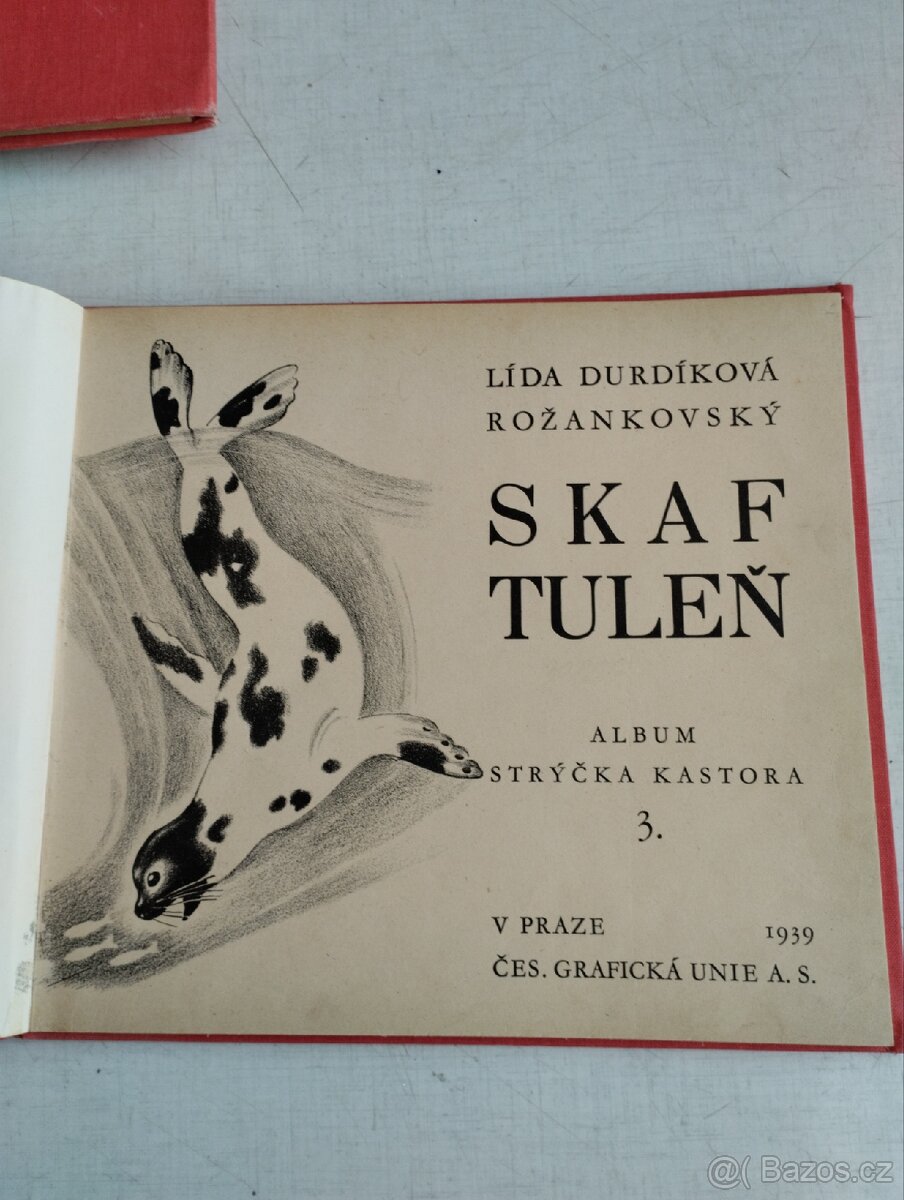 LÍDA DURDÍKOVÁ
ROŽANKOVSKÝ
SKAF
TULEŇ
ALBUM
STRÝČKA KASTORA
3.
V PRAZE 1939
ČES. GRAFICKÁ UNIE A. S.
@( Bazos.cz